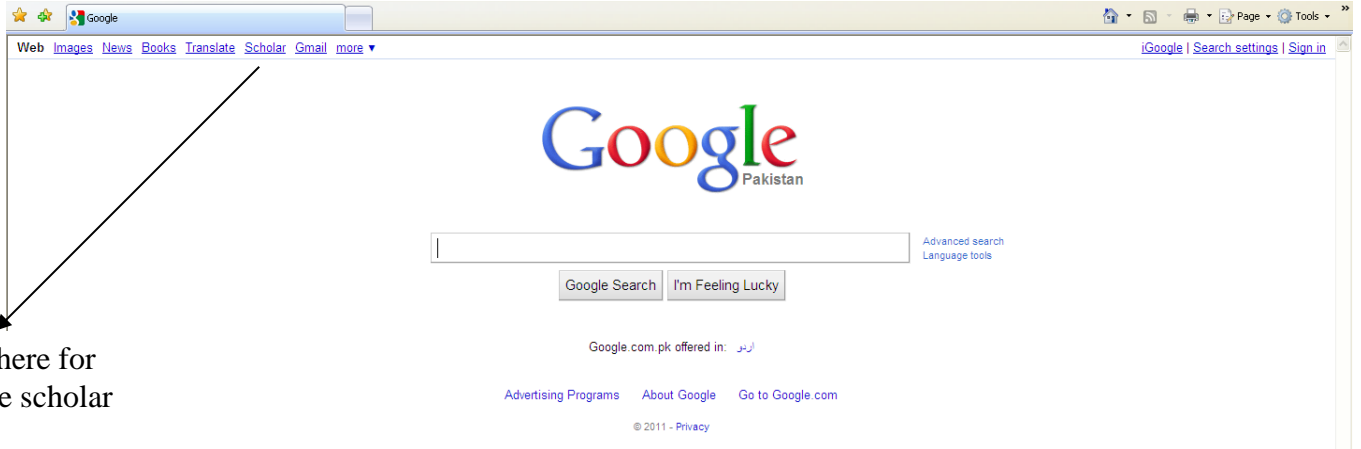 Google
Page Tools
Web Images News Books Translate Scholar Gmail more
iGoogle | Search settings | Sign in
Google
Pakistan
Advanced search
Language tools
Google Search I'm Feeling Lucky
Google.com.pk offered in: اردو
here for
e scholar
Advertising Programs About Google Go to Google.com
© 2011 - Privacy